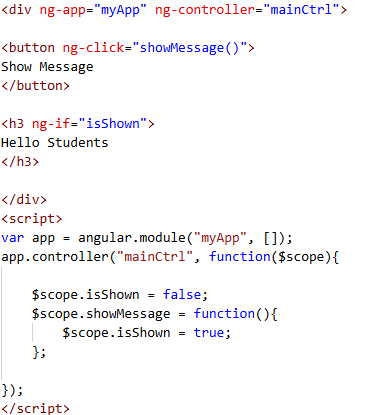 <div ng-app="myApp" ng-controller="mainCtrl">
<button ng-click="showMessage()">
Show Message
</button>
<h3 ng-if="isShown">
Hello Students
</h3>
</div>
<script>
var app = angular.module("myApp", []);
app.controller("mainCtrl", function($scope){
$scope.isShown = false;
$scope.showMessage = function(){
$scope.isShown = true;
};
});
</script>